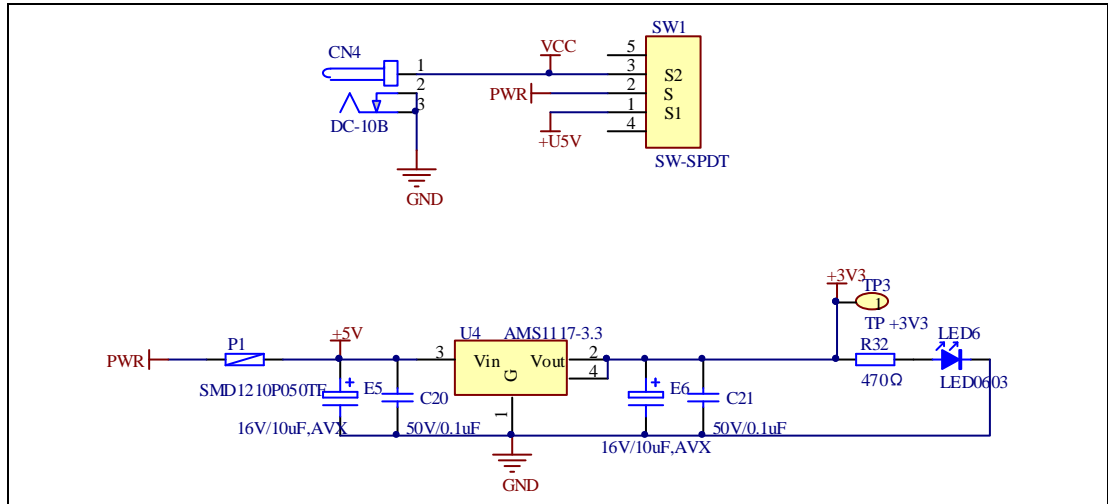 SW1
VCC
CN4
5
1
3
S2
2
PWR
2
S
3
1
S1
DC-10B
+U5V
4
SW-SPDT
GND
+3V3
TP3
1
TP +3V3
+5V
U4 AMS1117-3.3
LED6
P1
R32
PWR
3
Vin
Vout
2
G
4
SMD1210P050TF
E5
C20
E6
C21
470Ω
LED0603
1
16V/10uF,AVX
50V/0.1uF
16V/10uF,AVX
50V/0.1uF
GND